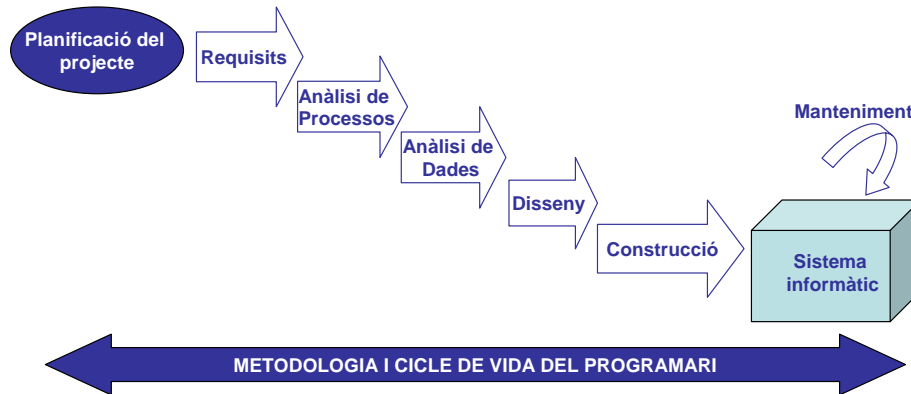 Planificació del
projecte
Requisits
Anàlisi de
Processos
Anàlisi de
Dades
Disseny
Construcció
Manteniment
Sistema
informàtic
METODOLOGIA I CICLE DE VIDA DEL PROGRAMARI